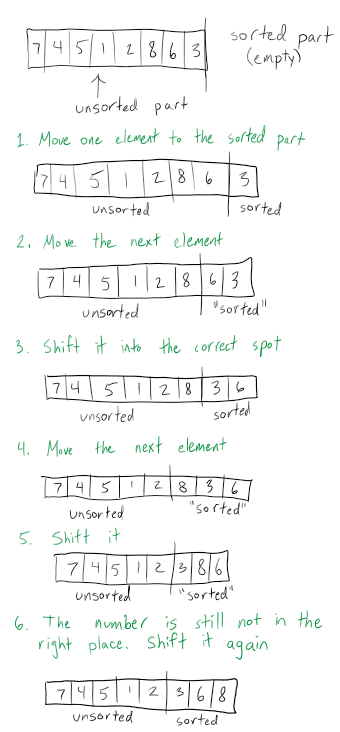 7 4 5 1 2 8 6 3
sorted part
(empty)
unsorted part
1. Move one element to the sorted part
7 4 5 1 2 8 6 3
unsorted sorted
2. Move the next element
7 4 5 1 2 8 6 3
unsorted "sorted"
3. Shift it into the correct spot
7 4 5 1 2 8 3 6
unsorted sorted
4. Move the next element
7 4 5 1 2 8 3 6
unsorted "sorted"
5. Shift it
7 4 5 1 2 3 8 6
unsorted "sorted"
6. The number is still not in the
right place. Shift it again
7 4 5 1 2 3 6 8
unsorted sorted